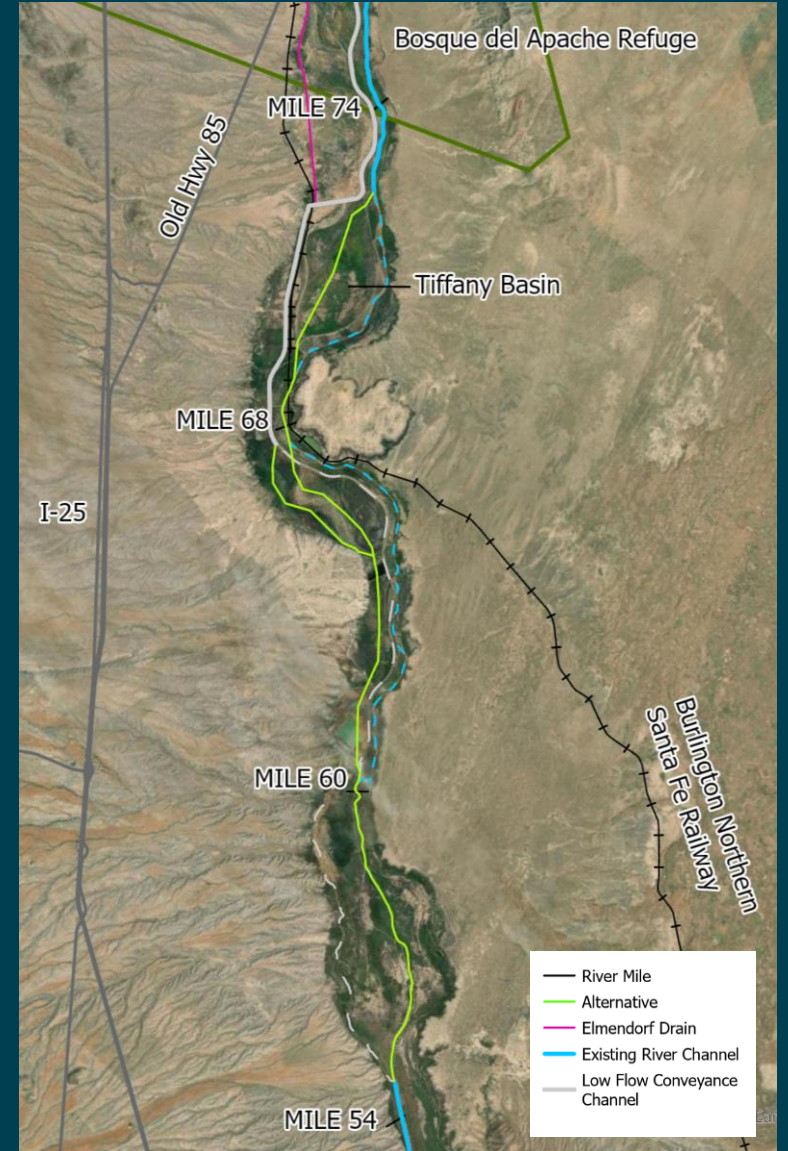 Bosque del Apache Refuge
MILE 74
Old Hwy 85
Tiffany Basin
MILE 68
I-25
Burlington Northern
Santa Fe Railway
MILE 60
River Mile
Alternative
Elmendorf Drain
Existing River Channel
Low Flow Conveyance
Channel
MILE 54